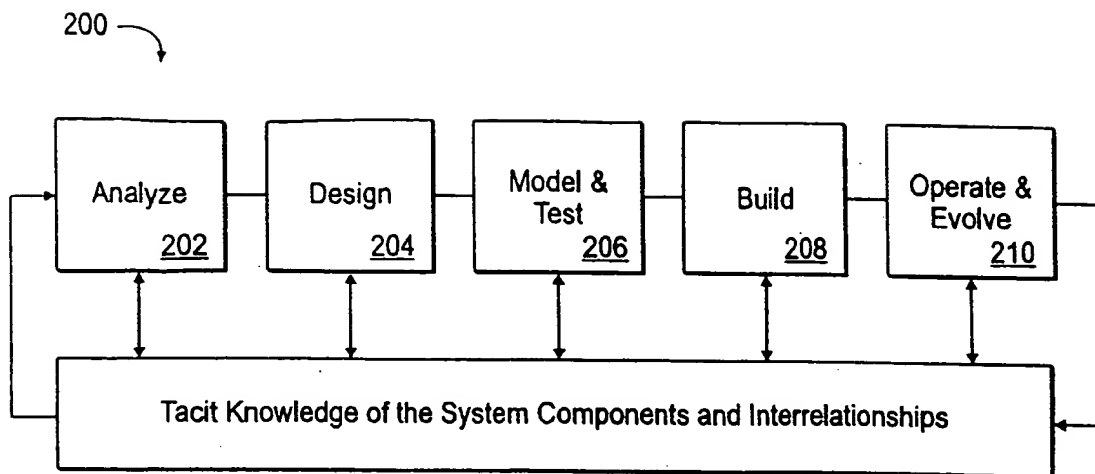 200
Analyze
202
Design
204
Model &
Test
206
Build
208
Operate &
Evolve
210
Tacit Knowledge of the System Components and Interrelationships